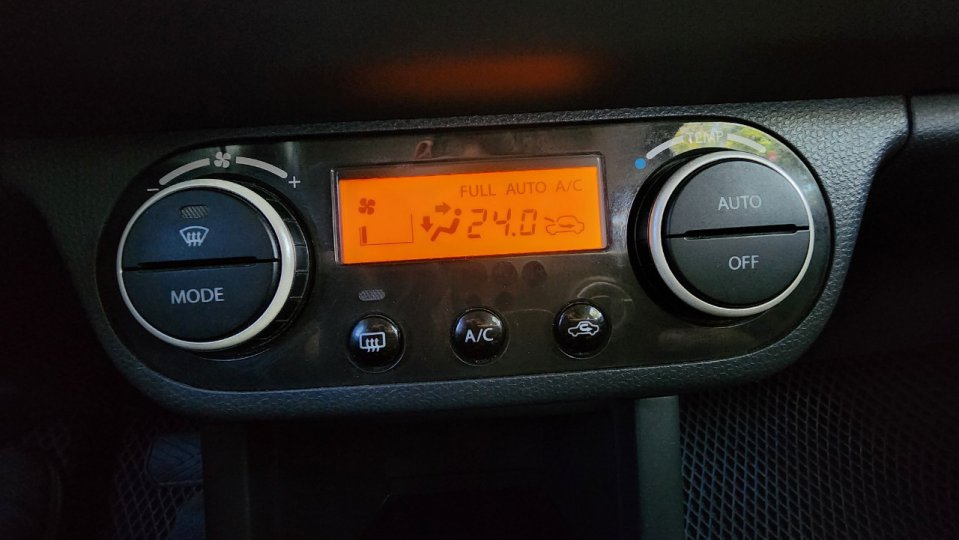 TEMP
− +
FULL AUTO A/C
24.0
AUTO
OFF
MODE
A/C